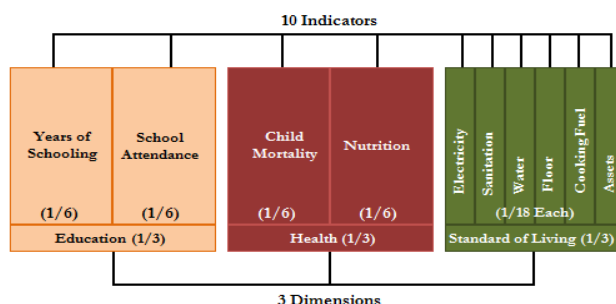 10 Indicators
Years of
Schooling
School
Attendance
(1/6)
(1/6)
Education (1/3)
Child
Mortality
Nutrition
(1/6)
(1/6)
Health (1/3)
Electricity
Sanitation
Water
Floor
Cooking Fuel
Assets
(1/18 Each)
Standard of Living (1/3)
3 Dimensions